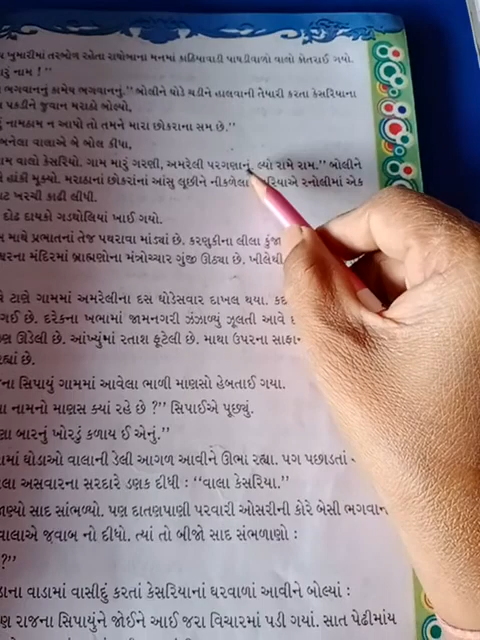 ખુમારીમાં તરબોળ રહેતા રાઘોબાના મનમાં કાઠિયાવાડી પાઘડીવાળો વાલો કોતરાઈ ગયો.
નામ ! "
ભગવાનનું કામેય ભગવાનનું." બોલીને ઘોડે ચડીને હાલવાની તૈયારી કરતા કેસરિયાના
પકડીને જુવાન મરાઠો બોલ્યો,
નામઠામ ન આપો તો તમને મારા છોકરાના સમ છે."
બનેલા વાલાએ બે બોલ કીધા,
વાલો કેસરિયો. ગામ મારું ગરણી, અમરેલી પરગણાનું. લ્યો રામે રામ." બોલીને
હાંકી મૂક્યો. મરાઠાનાં છોકરાંનાં આંસુ લૂછીને નીકળેલા રનોલીમાં એક
ખરચી કાઢી લીધી.
દોઢ દાયકો ગડથોલિયાં ખાઈ ગયો.
માથે પ્રભાતનાં તેજ પથરાવા માંડ્યાં છે. કરણુકીના લીલા કુંજા
મંદિરમાં બ્રાહ્મણોના મંત્રોચ્ચાર ગુંજી ઊઠ્યા છે.
ટાણે ગામમાં અમરેલીના દસ ઘોડેસવાર દાખલ થયા.
ગઈ છે. દરેકના ખભામાં જામનગરી ઝંઝાળ્યું ઝૂલતી આવે
ઊડેલી છે. આંખ્યુંમાં રતાશ ફૂટેલી છે. માથા ઉપરના
છે.
સિપાયું ગામમાં આવેલા ભાળી માણસો હેબતાઈ ગયા.
નામનો માણસ ક્યાં રહે છે ?" સિપાઈએ પૂછ્યું.
બારનું ખોરડું કળાય ઈ એનું."
ઘોડાઓ વાલાની ડેલી આગળ આવીને ઊભાં રહ્યા. પગ પછાડતાં
અસવારના સરદારે ડણક દીધી : "વાલા કેસરિયા."
સાદ સાંભળ્યો. પણ દાતણપાણી પરવારી ઓસરીની કોરે બેસી ભગવાન
વાલાએ જવાબ નો દીધો. ત્યાં તો બીજો સાદ સંભળાણો :
?"
વાડામાં વાસીદું કરતાં કેસરિયાનાં ઘરવાળાં આવીને બોલ્યાં :
રાજના સિપાયુંને જોઈને આઈ જરા વિચારમાં પડી ગયાં. સાત પેઢીમાંય